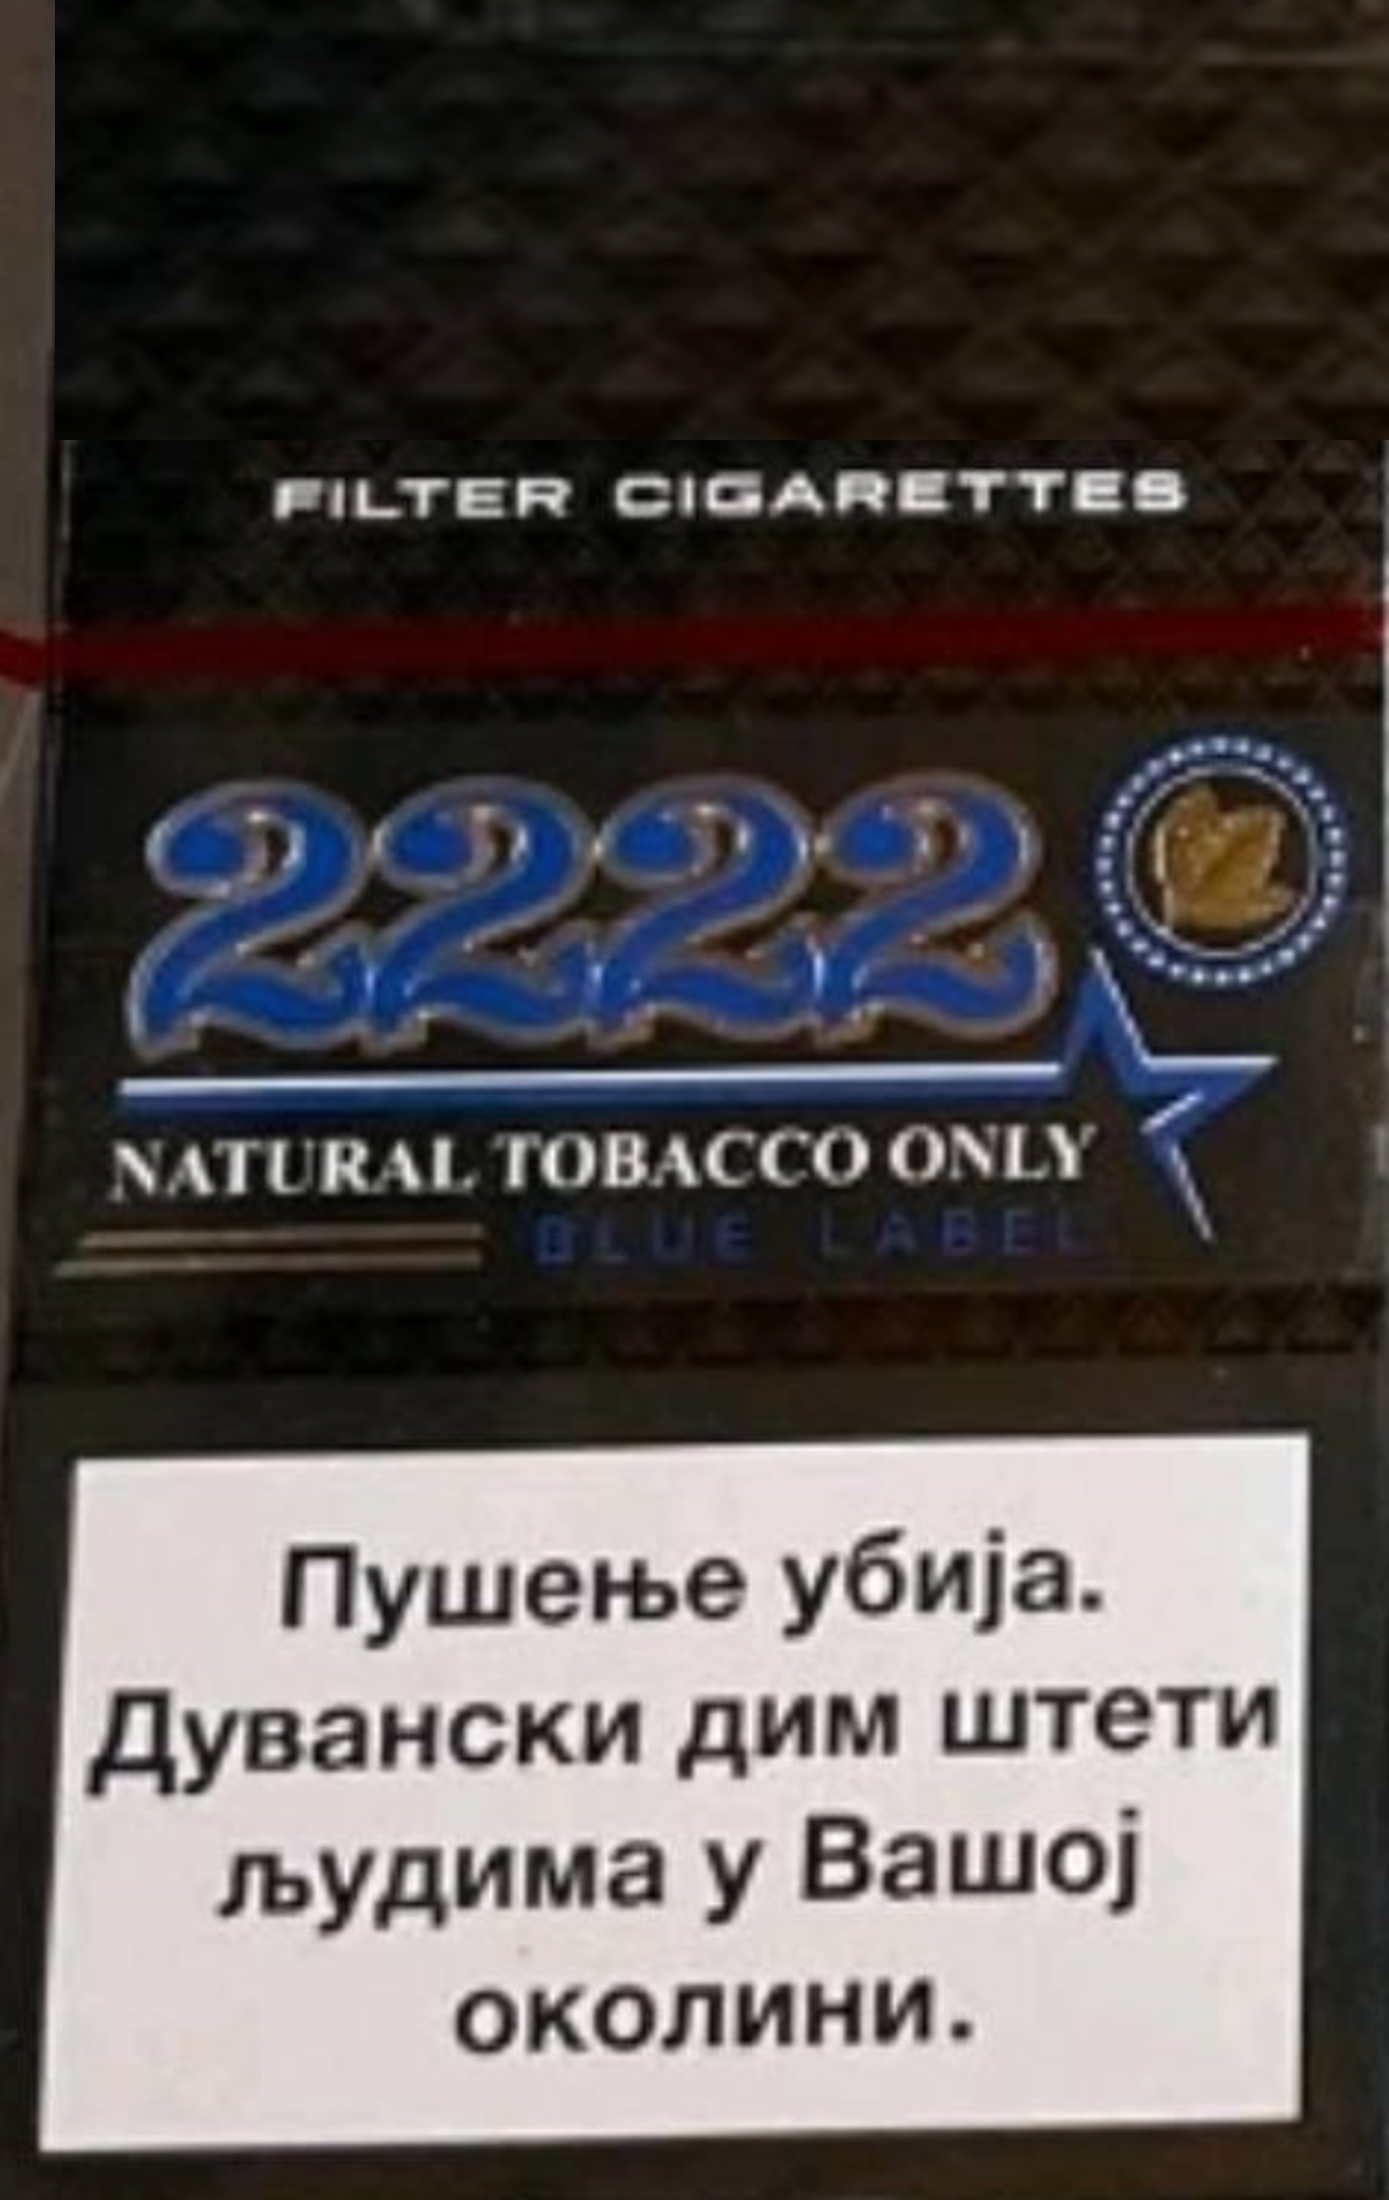 FILTER CIGARETTES
2222
NATURAL TOBACCO ONLY
BLUE LABEL
Пушење убија.
Дувански дим штети
људима у Вашој
околини.